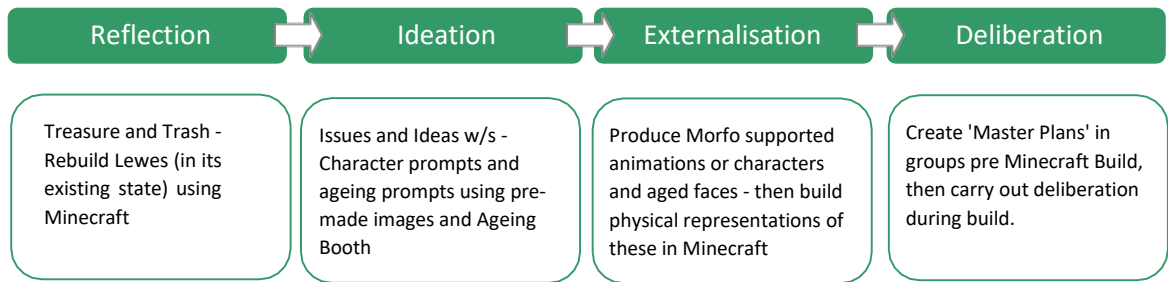 Reflection
Ideation
Externalisation
Deliberation
Treasure and Trash -
Rebuild Lewes (in its
existing state) using
Minecraft
Issues and Ideas w/s -
Character prompts and
ageing prompts using pre-
made images and Ageing
Booth
Produce Morfo supported
animations or characters
and aged faces - then build
physical representations of
these in Minecraft
Create 'Master Plans' in
groups pre Minecraft Build,
then carry out deliberation
during build.